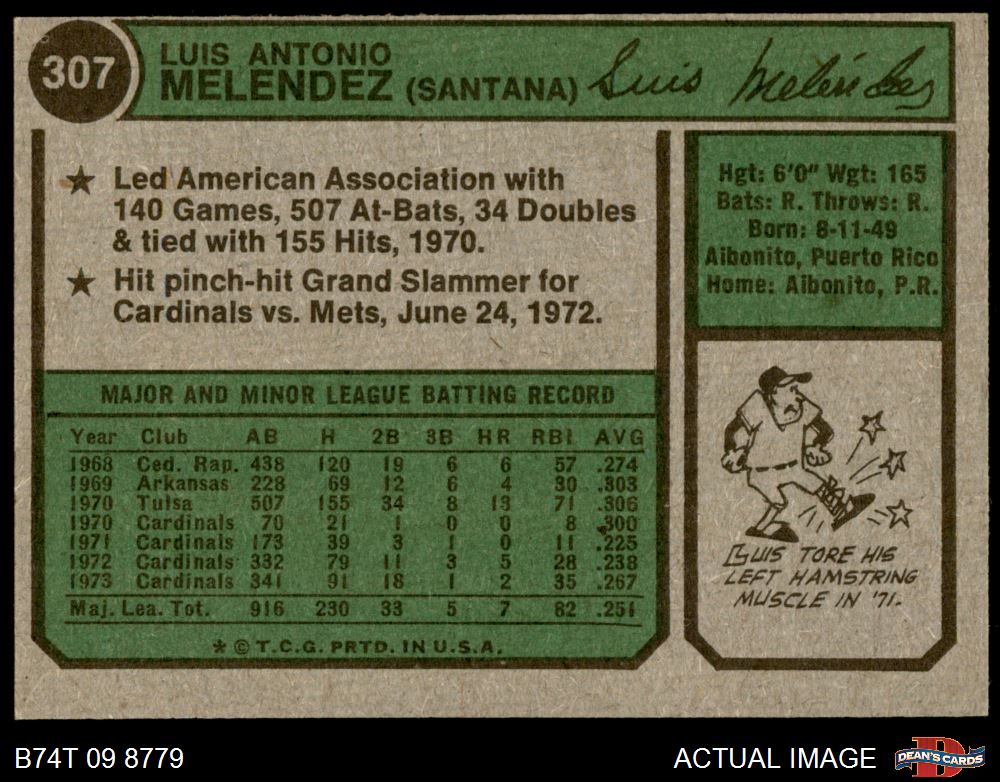 307
LUIS ANTONIO
MELENDEZ (SANTANA)
Luis Meléndez
★ Led American Association with
140 Games, 507 At-Bats, 34 Doubles
& tied with 155 Hits, 1970.
★ Hit pinch-hit Grand Slammer for
Cardinals vs. Mets, June 24, 1972.
Hgt: 6'0" Wgt: 165
Bats: R. Throws: R.
Born: 8-11-49
Aibonito, Puerto Rico
Home: Aibonito, P.R.
MAJOR AND MINOR LEAGUE BATTING RECORD
Year Club AB H 2B 3B HR RBI AVG
1968 Ced. Rap. 438 120 19 6 6 57 .274
1969 Arkansas 228 69 12 6 4 30 .303
1970 Tulsa 507 155 34 8 13 71 .306
1970 Cardinals 70 21 1 0 0 8 .300
1971 Cardinals 173 39 3 1 0 11 .225
1972 Cardinals 332 79 11 3 5 28 .238
1973 Cardinals 341 91 18 1 2 35 .267
Maj. Lea. Tot. 916 230 33 5 7 82 .251
* © T.C.G. PRTD. IN U.S.A.
LUIS TORE HIS
LEFT HAMSTRING
MUSCLE IN '71.
B74T 09 8779
ACTUAL IMAGE
D
DEAN'S CARDS